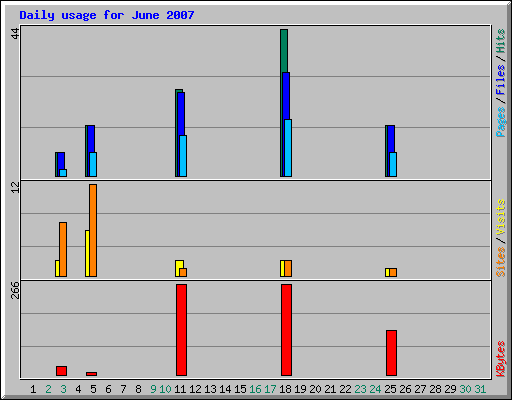 Daily usage for June 2007
44
Pages / Files / Hits
12
Sites / Visits
266
KBytes
1 2 3 4 5 6 7 8 9 10 11 12 13 14 15 16 17 18 19 20 21 22 23 24 25 26 27 28 29 30 31